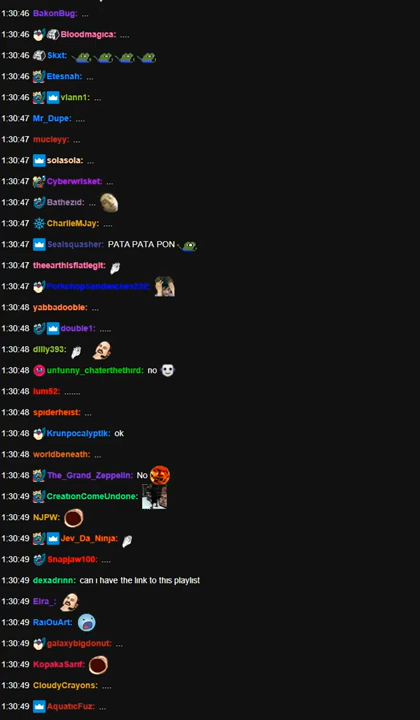 1:30:46 BakonBug: ...
1:30:46 Bloodmagica: ....
1:30:46 Skxt:
1:30:46 Etesnah: ...
1:30:46 vlann1: ...
1:30:47 Mr_Dupe: ....
1:30:47 mucleyy: ...
1:30:47 solasola: ...
1:30:47 Cyberwrisket: ...
1:30:47 Bathezid: ...
1:30:47 CharlieMJay: ....
1:30:47 Sealsquasher: PATA PATA PON
1:30:47 theearthisflatlegit:
1:30:47 PorkchopSandwiches232:
1:30:48 yabbadooble: ...
1:30:48 double1: .....
1:30:48 dilly393:
1:30:48 unfunny_chaterthethird: no
1:30:48 lum52: .......
1:30:48 spiderheist: ...
1:30:48 Krunpocalyptik: ok
1:30:48 worldbeneath: ...
1:30:48 The_Grand_Zeppelin: No
1:30:49 CreationComeUndone:
1:30:49 NJPW:
1:30:49 Jev_Da_Ninja:
1:30:49 Snapjaw100: ....
1:30:49 dexadrinn: can i have the link to this playlist
1:30:49 Eira_:
1:30:49 RaiOuArt:
1:30:49 galaxybigdonut: ...
1:30:49 KopakaSarif:
1:30:49 CloudyCrayons: ....
1:30:49 AquaticFuz: ...